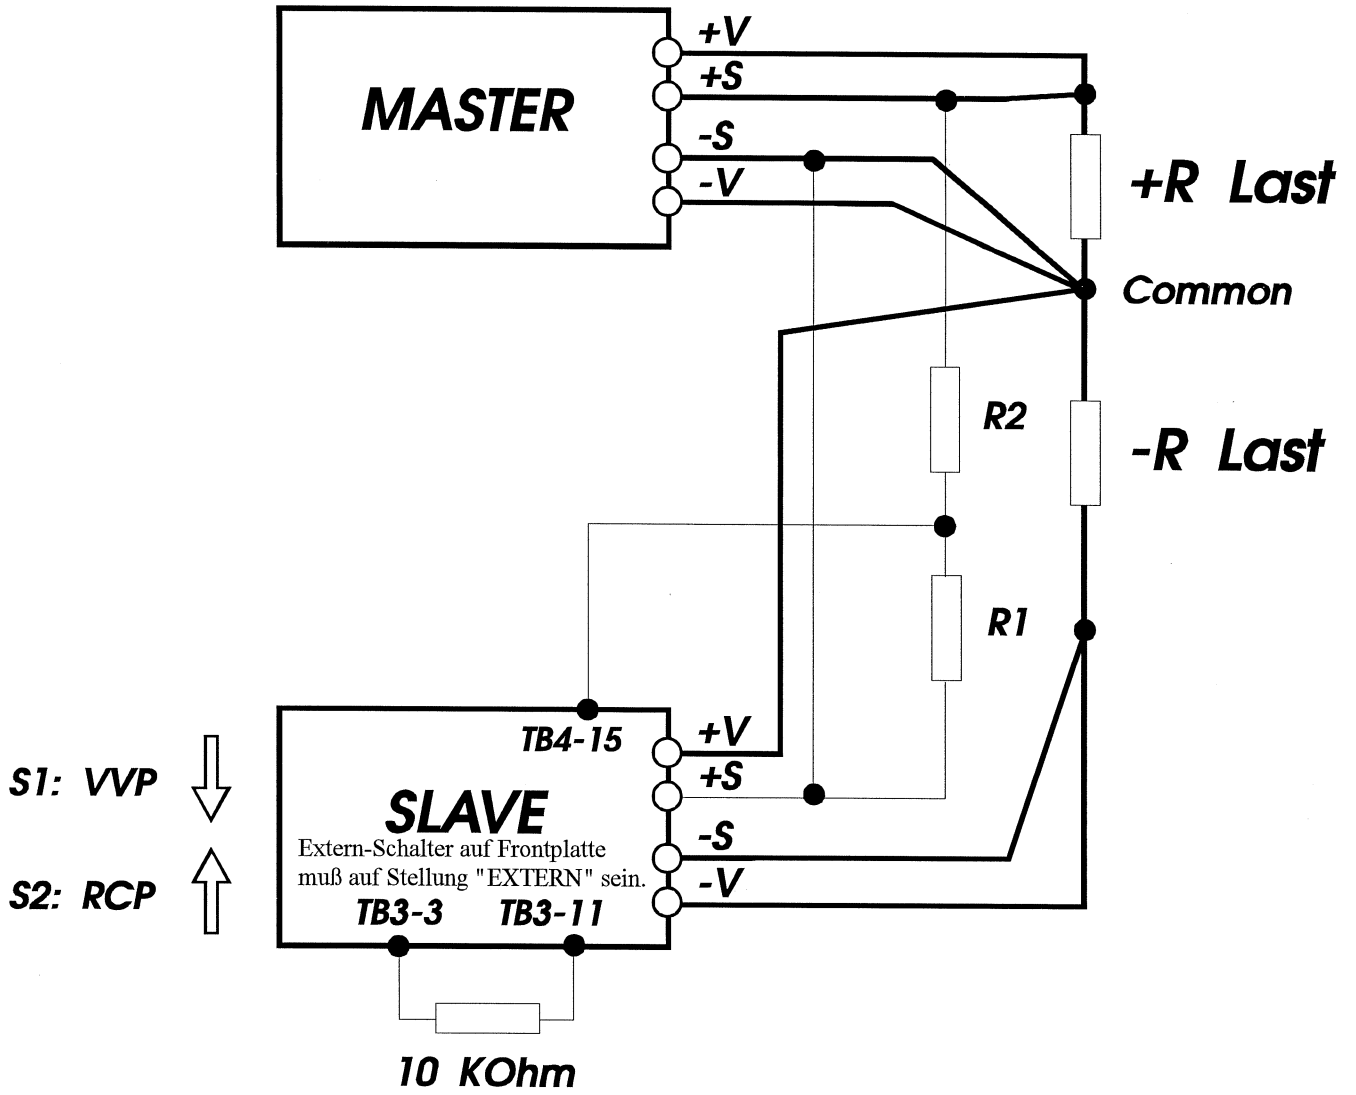 MASTER
+V
+S
-S
-V
+R Last
Common
R2
-R Last
R1
TB4-15
+V
+S
S1: VVP
SLAVE
Extern-Schalter auf Frontplatte
muß auf Stellung "EXTERN" sein.
-S
-V
S2: RCP
TB3-3 TB3-11
10 KOhm